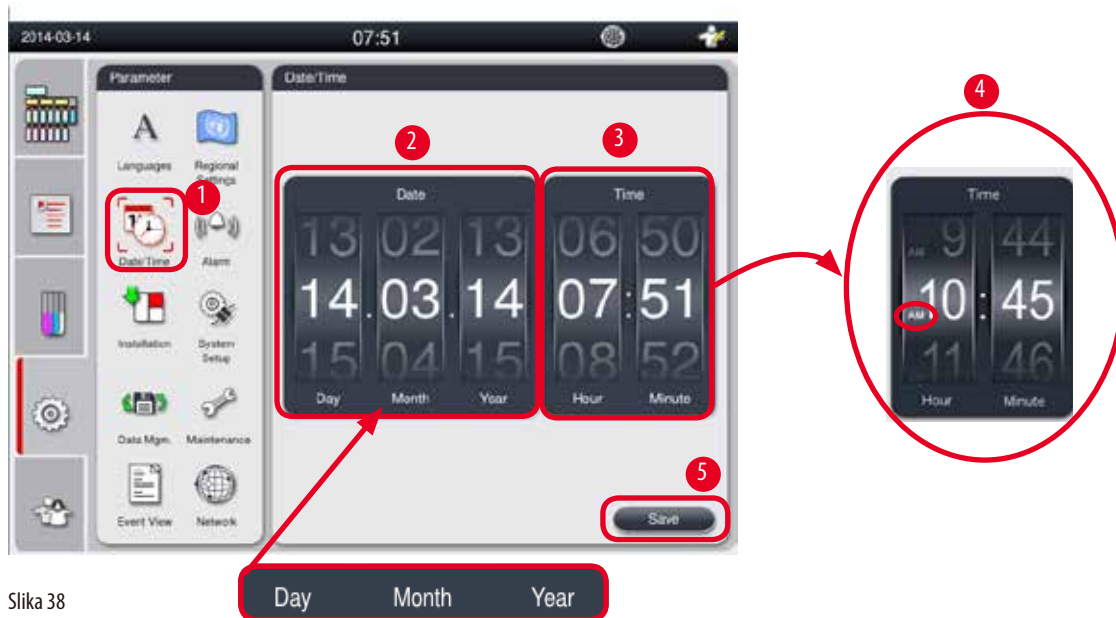 2014-03-14 07:51
Parameter
Date/Time
4
A
Languages
Regional
Settings
1
2
3
Date
Time
Date/Time
Alarm
13 02 13 06 50
14.03.14 07:51
15 04 15 08 52
Day Month Year Hour Minute
Installation
System
Setup
Data Mgm.
Maintenance
Event View
Network
5
Save
Time
AM 9 44
AM 10 : 45
11 46
Hour Minute
Day Month Year
Slika 38